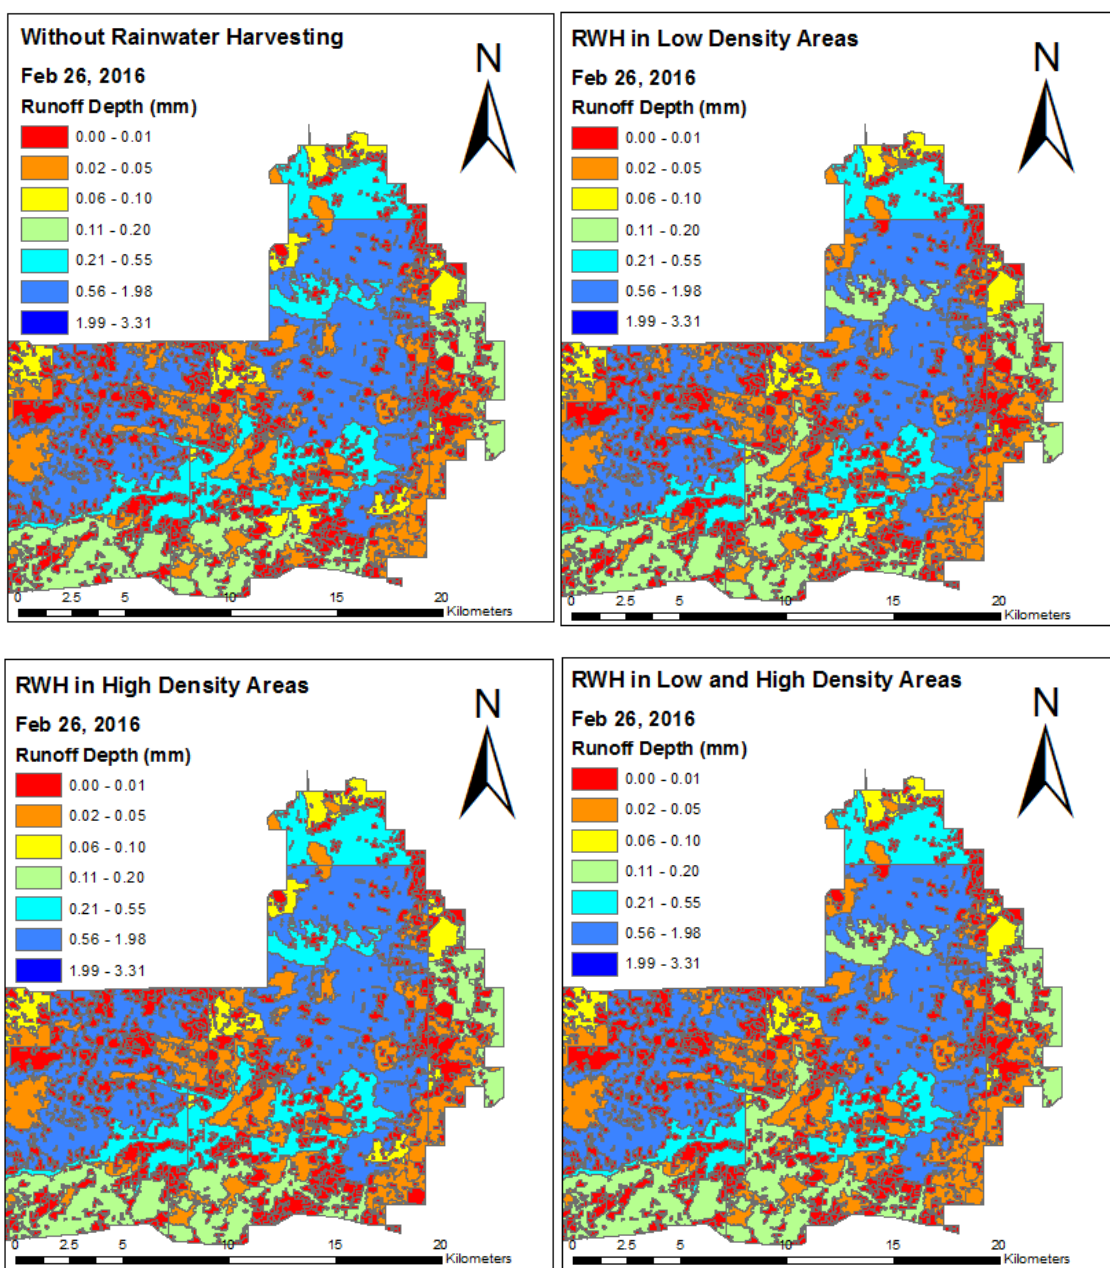 Without Rainwater Harvesting
Feb 26, 2016
Runoff Depth (mm)
0.00 - 0.01
0.02 - 0.05
0.06 - 0.10
0.11 - 0.20
0.21 - 0.55
0.56 - 1.98
1.99 - 3.31
N
0 2.5 5 10 15 20
Kilometers
RWH in Low Density Areas
Feb 26, 2016
Runoff Depth (mm)
0.00 - 0.01
0.02 - 0.05
0.06 - 0.10
0.11 - 0.20
0.21 - 0.55
0.56 - 1.98
1.99 - 3.31
N
0 2.5 5 10 15 20
Kilometers
RWH in High Density Areas
Feb 26, 2016
Runoff Depth (mm)
0.00 - 0.01
0.02 - 0.05
0.06 - 0.10
0.11 - 0.20
0.21 - 0.55
0.56 - 1.98
1.99 - 3.31
N
0 2.5 5 10 15 20
Kilometers
RWH in Low and High Density Areas
Feb 26, 2016
Runoff Depth (mm)
0.00 - 0.01
0.02 - 0.05
0.06 - 0.10
0.11 - 0.20
0.21 - 0.55
0.56 - 1.98
1.99 - 3.31
N
0 2.5 5 10 15 20
Kilometers